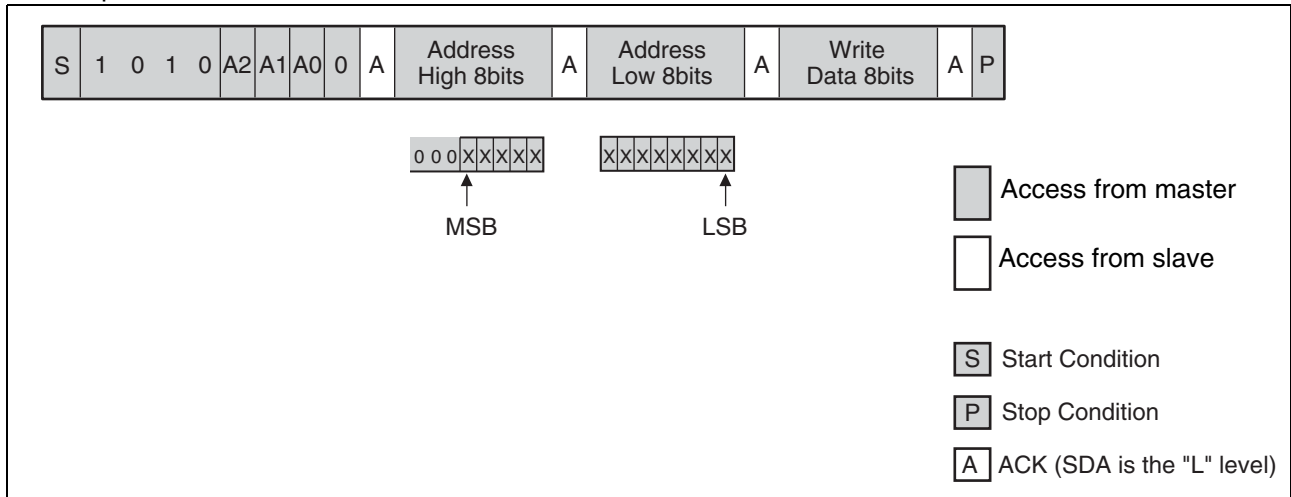 S 1 0 1 0 A2 A1 A0 0 A Address High 8bits A Address Low 8bits A Write Data 8bits A P
0 0 0 X X X X X X X X X X X X X
MSB LSB
Access from master
Access from slave
S Start Condition
P Stop Condition
A ACK (SDA is the "L" level)